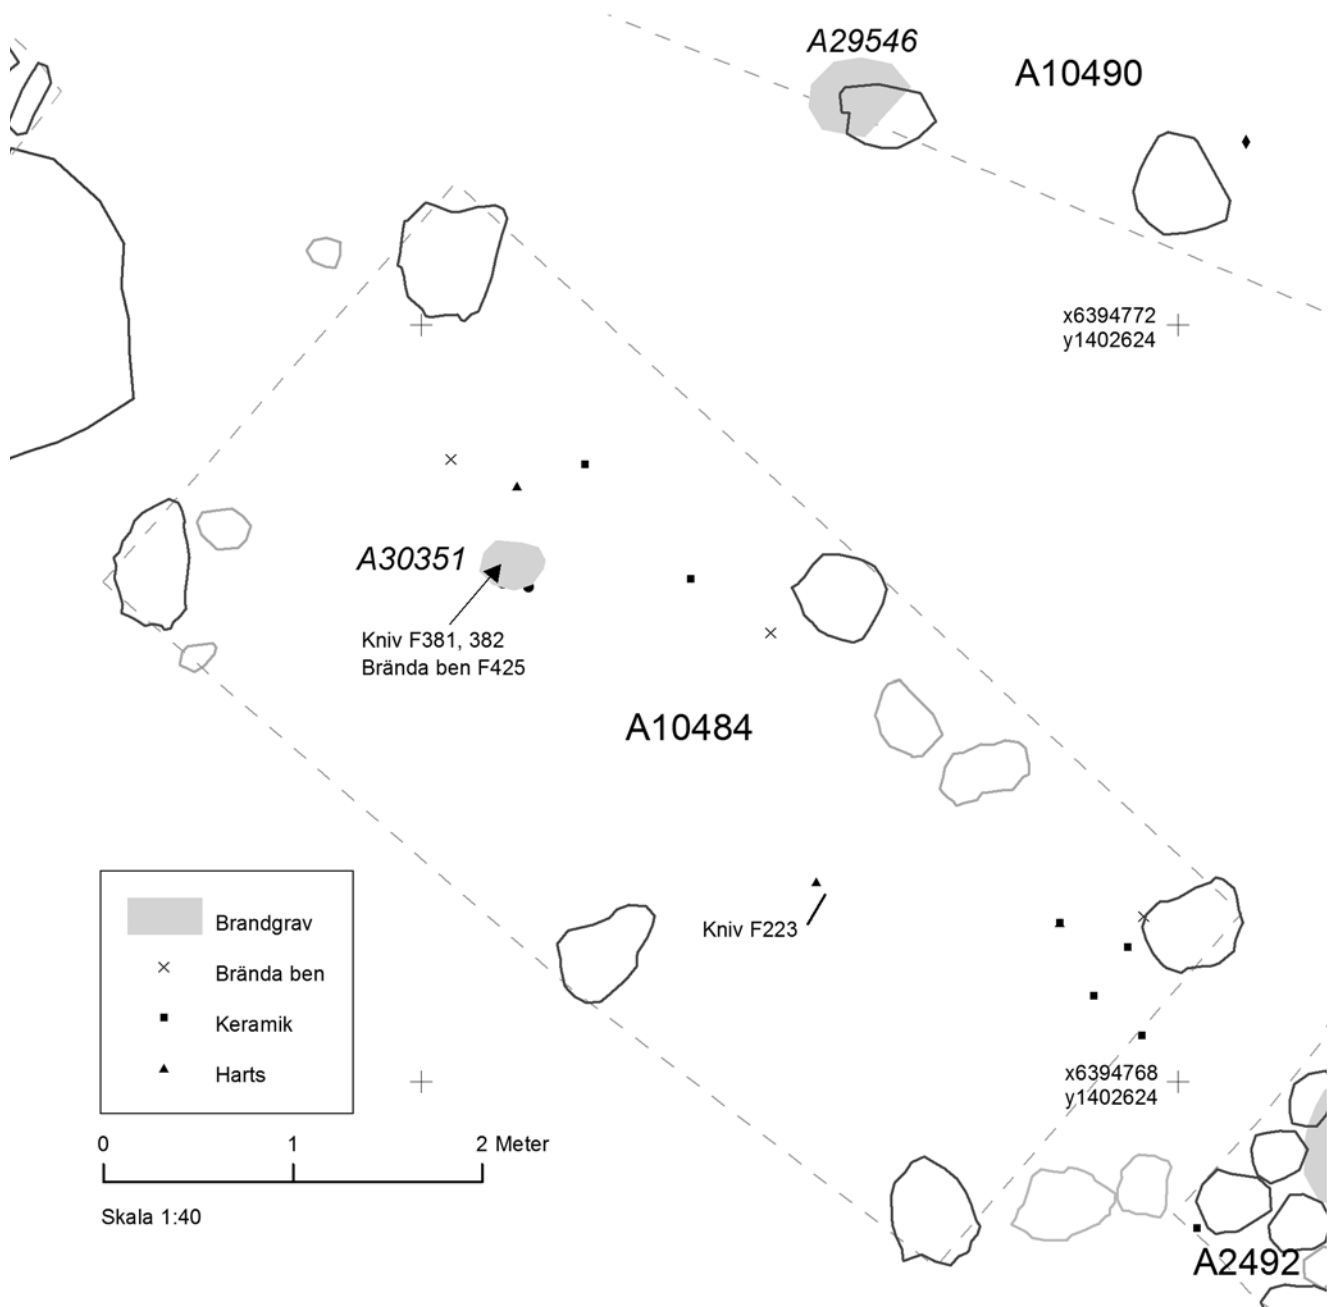 A29546
A10490
x6394772
y1402624
A30351
Kniv F381, 382
Brända ben F425
A10484
Kniv F223
Brandgrav
Brända ben
Keramik
Harts
x6394768
y1402624
0 1 2 Meter
Skala 1:40
A2492